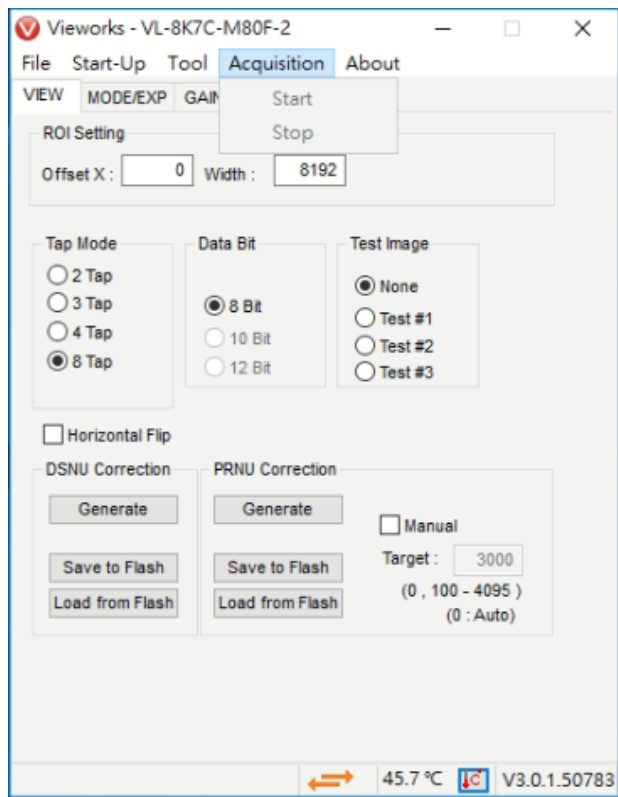 Vieworks - VL-8K7C-M80F-2
File Start-Up Tool Acquisition About
VIEW MODE/EXP GAIN
Start
Stop
ROI Setting
Offset X : 0 Width : 8192
Tap Mode
2 Tap
3 Tap
4 Tap
8 Tap
Data Bit
8 Bit
10 Bit
12 Bit
Test Image
None
Test #1
Test #2
Test #3
Horizontal Flip
DSNU Correction
Generate
Save to Flash
Load from Flash
PRNU Correction
Generate
Save to Flash
Load from Flash
Manual
Target : 3000
(0 , 100 - 4095 )
(0 : Auto)
45.7 ℃ V3.0.1.50783